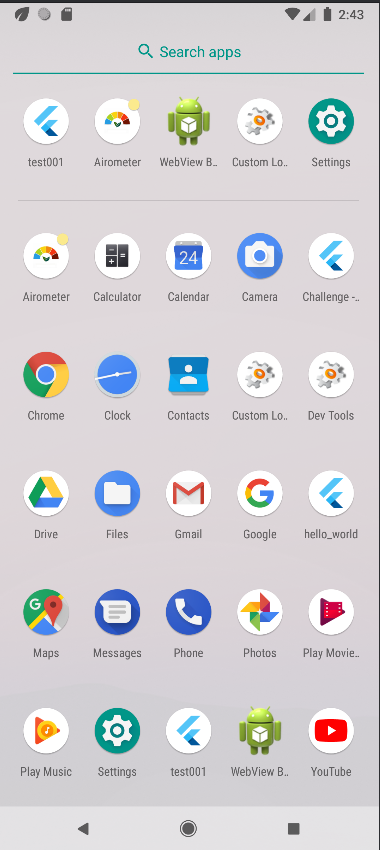 2:43
Search apps
test001 Airometer WebView B.. Custom Lo.. Settings
24
Airometer Calculator Calendar Camera Challenge -..
Chrome Clock Contacts Custom Lo.. Dev Tools
G
Drive Files Gmail Google hello_world
G
Maps Messages Phone Photos Play Movie..
Play Music Settings test001 WebView B.. YouTube